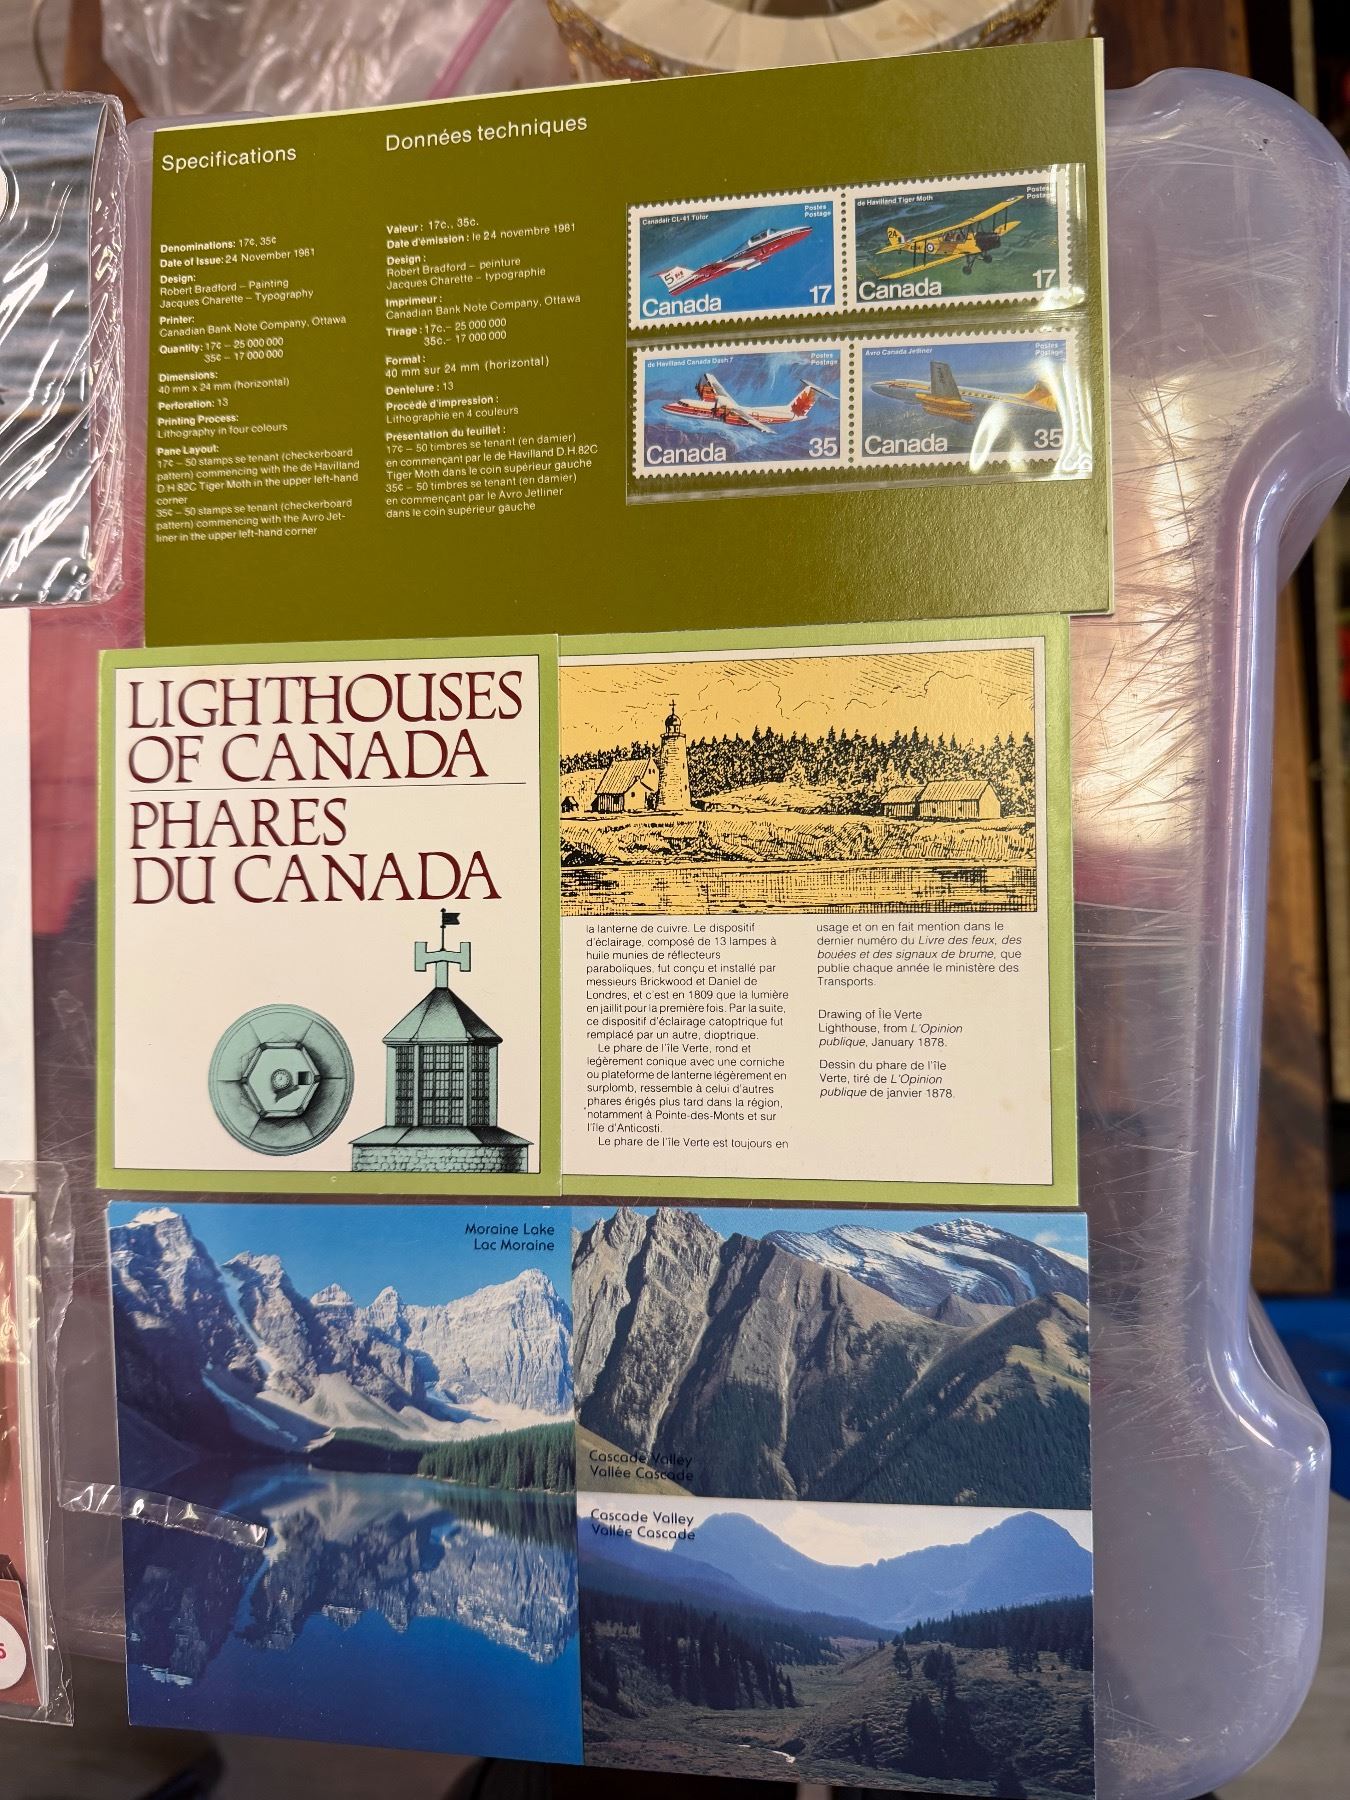 Specifications
Denominations: 17¢, 35¢
Date of Issue: 24 November 1981
Design:
Robert Bradford – Painting
Jacques Charette – Typography
Printer:
Canadian Bank Note Company, Ottawa
Quantity: 17¢ – 25 000 000
35¢ – 17 000 000
Dimensions:
40 mm x 24 mm (horizontal)
Perforation: 13
Printing Process:
Lithography in four colours
Pane Layout:
17¢ – 50 stamps se tenant (checkerboard
pattern) commencing with the de Havilland
D.H.82C Tiger Moth in the upper left-hand
corner
35¢ – 50 stamps se tenant (checkerboard
pattern) commencing with the Avro Jet-
liner in the upper left-hand corner
Données techniques
Valeur : 17c., 35c.
Date d'émission : le 24 novembre 1981
Design :
Robert Bradford – peinture
Jacques Charette – typographie
Imprimeur :
Canadian Bank Note Company, Ottawa
Tirage : 17c. – 25 000 000
35c. – 17 000 000
Format :
40 mm sur 24 mm (horizontal)
Dentelure : 13
Procédé d'impression :
Lithographie en 4 couleurs
Présentation du feuillet :
17¢ – 50 timbres se tenant (en damier)
en commençant par le de Havilland D.H.82C
Tiger Moth dans le coin supérieur gauche
35¢ – 50 timbres se tenant (en damier)
en commençant par le Avro Jetliner
dans le coin supérieur gauche
Canadair CL-41 Tutor
Postes
Postage
Canada 17
de Havilland Tiger Moth
Postes
Postage
Canada 17
de Havilland Canada Dash 7
Postes
Postage
Canada 35
Avro Canada Jetliner
Postes
Postage
Canada 35
LIGHTHOUSES
OF CANADA
PHARES
DU CANADA
la lanterne de cuivre. Le dispositif
d'éclairage, composé de 13 lampes à
huile munies de réflecteurs
paraboliques, fut conçu et installé par
messieurs Brickwood et Daniel de
Londres, et c'est en 1809 que la lumière
en jaillit pour la première fois. Par la suite,
ce dispositif d'éclairage catoptrique fut
remplacé par un autre, dioptrique.
Le phare de l'île Verte, rond et
legèrement conique avec une corniche
ou plateforme de lanterne légèrement en
surplomb, ressemble à celui d'autres
phares érigés plus tard dans la région,
notamment à Pointe-des-Monts et sur
l'île d'Anticosti.
Le phare de l'île Verte est toujours en
usage et on en fait mention dans le
dernier numéro du Livre des feux, des
bouées et des signaux de brume, que
publie chaque année le ministère des
Transports.
Drawing of Île Verte
Lighthouse, from L'Opinion
publique, January 1878.
Dessin du phare de l'île
Verte, tiré de L'Opinion
publique de janvier 1878.
Moraine Lake
Lac Moraine
Cascade Valley
Vallée Cascade
Cascade Valley
Vallée Cascade